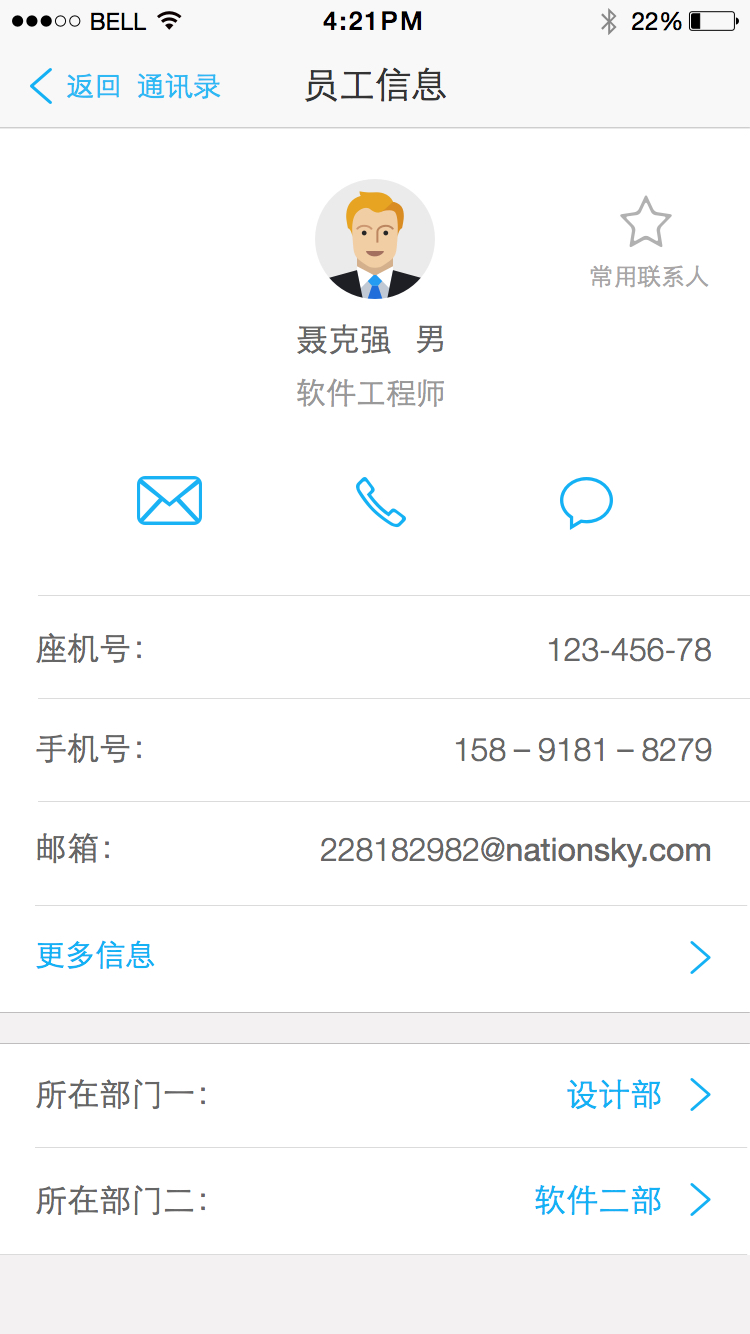 BELL 4:21PM 22%
返回 通讯录 员工信息
常用联系人
聂克强 男
软件工程师
座机号: 123-456-78
手机号: 158 – 9181 – 8279
邮箱: 228182982@nationsky.com
更多信息
所在部门一: 设计部
所在部门二: 软件二部